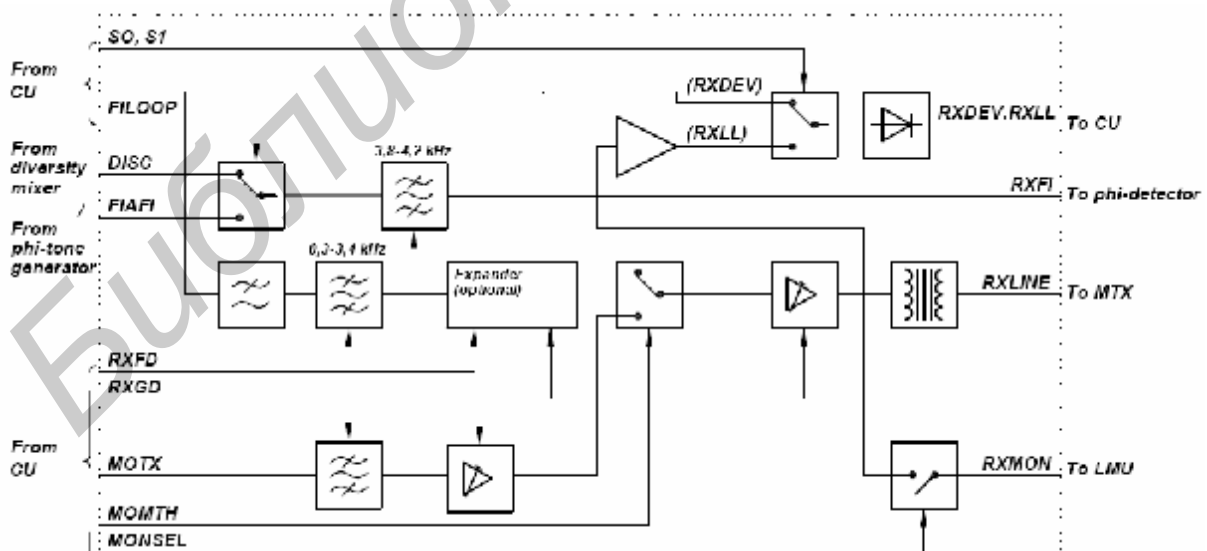 SO, S1
From
CU
FILOOP
From
diversity
mixer
DISC
FIAFI
From
phi-tone
generator
3,8-4,2 kHz
0,3-3,4 kHz
Expander
(optional)
(RXDEV)
(RXLL)
RXDEV.RXLL
To CU
RXFI
To phi-detector
RXLINE
To MTX
RXFD
RXGD
From
CU
MOTX
MOMTH
MONSEL
RXMON
To LMU
Библио